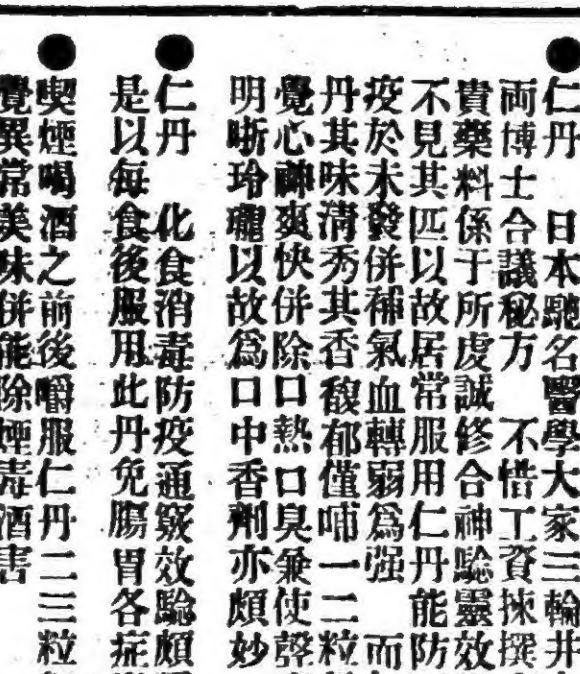 ●仁丹 日本馳名醫學大家三輪井
両博士合議秘方 不惜工資揀撰
貴藥料係于所虔誠修合神驗靈效
不見其匹以故居常服用仁丹能防
疫於未發併補氣血轉弱爲强 而
丹其味清秀其香馥郁僅哺一二粒
覺心神爽快併除口熱口臭兼使聲
明晰玲瓏以故爲口中香劑亦頗妙
●仁丹 化食消毒防疫通竅效驗頗
是以每食後服用此丹免膓胃各症
●喫煙喝酒之前後嚼服仁丹二三粒
覺異常美味併能除煙毒酒害